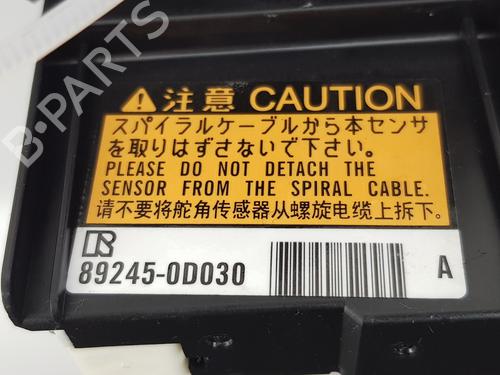 B-PARTS
⚠注意 CAUTION
スパイラルケーブルから本センサ
を取りはずさないで下さい。
PLEASE DO NOT DETACH THE
SENSOR FROM THE SPIRAL CABLE.
请不要将舵角传感器从螺旋电缆上拆下.
89245-0D030 A